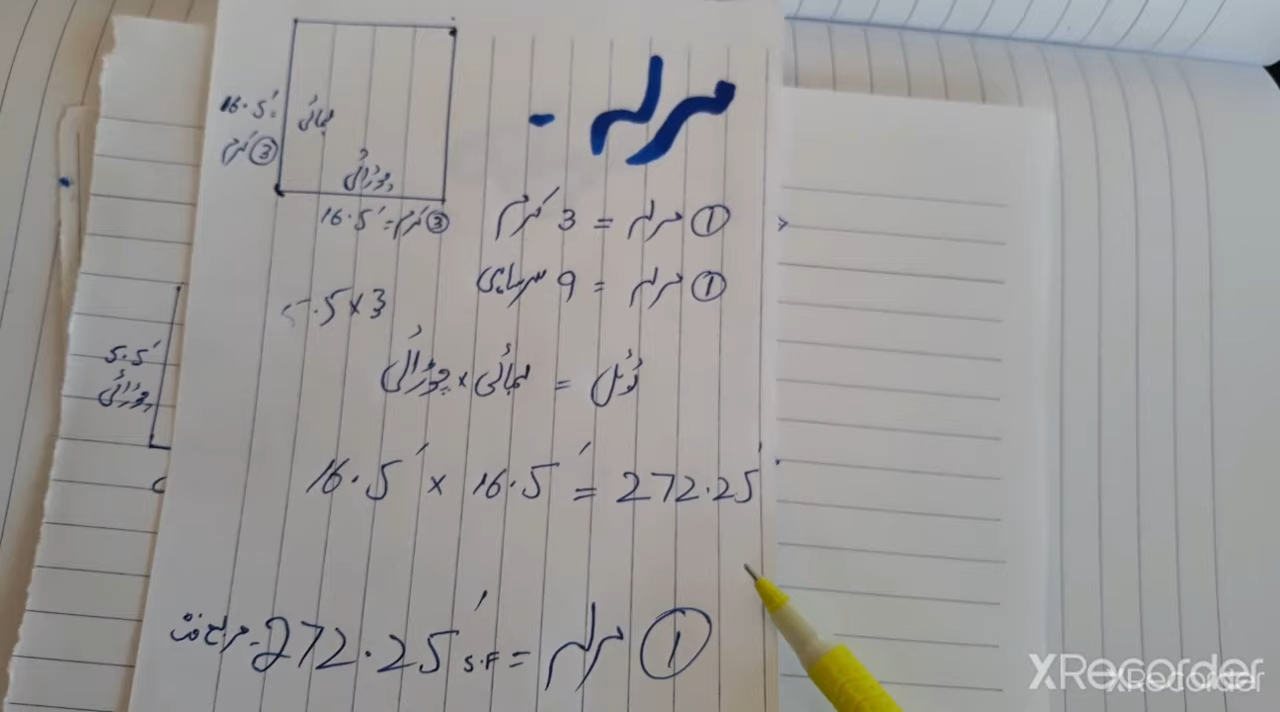 مرلہ -
16.5' =
③ کرم
لمبائی
چوڑائی
16.5' = ③ کرم
① مرلہ = 3 کرم
① مرلہ = 9 سرسائی
.5 x 3
5.5'
چوڑائی
لمبائی x چوڑائی =
16.5' x 16.5' = 272.25'
① مرلہ = 272.25' S.F مربع فٹ
XRecorder
XRecorder